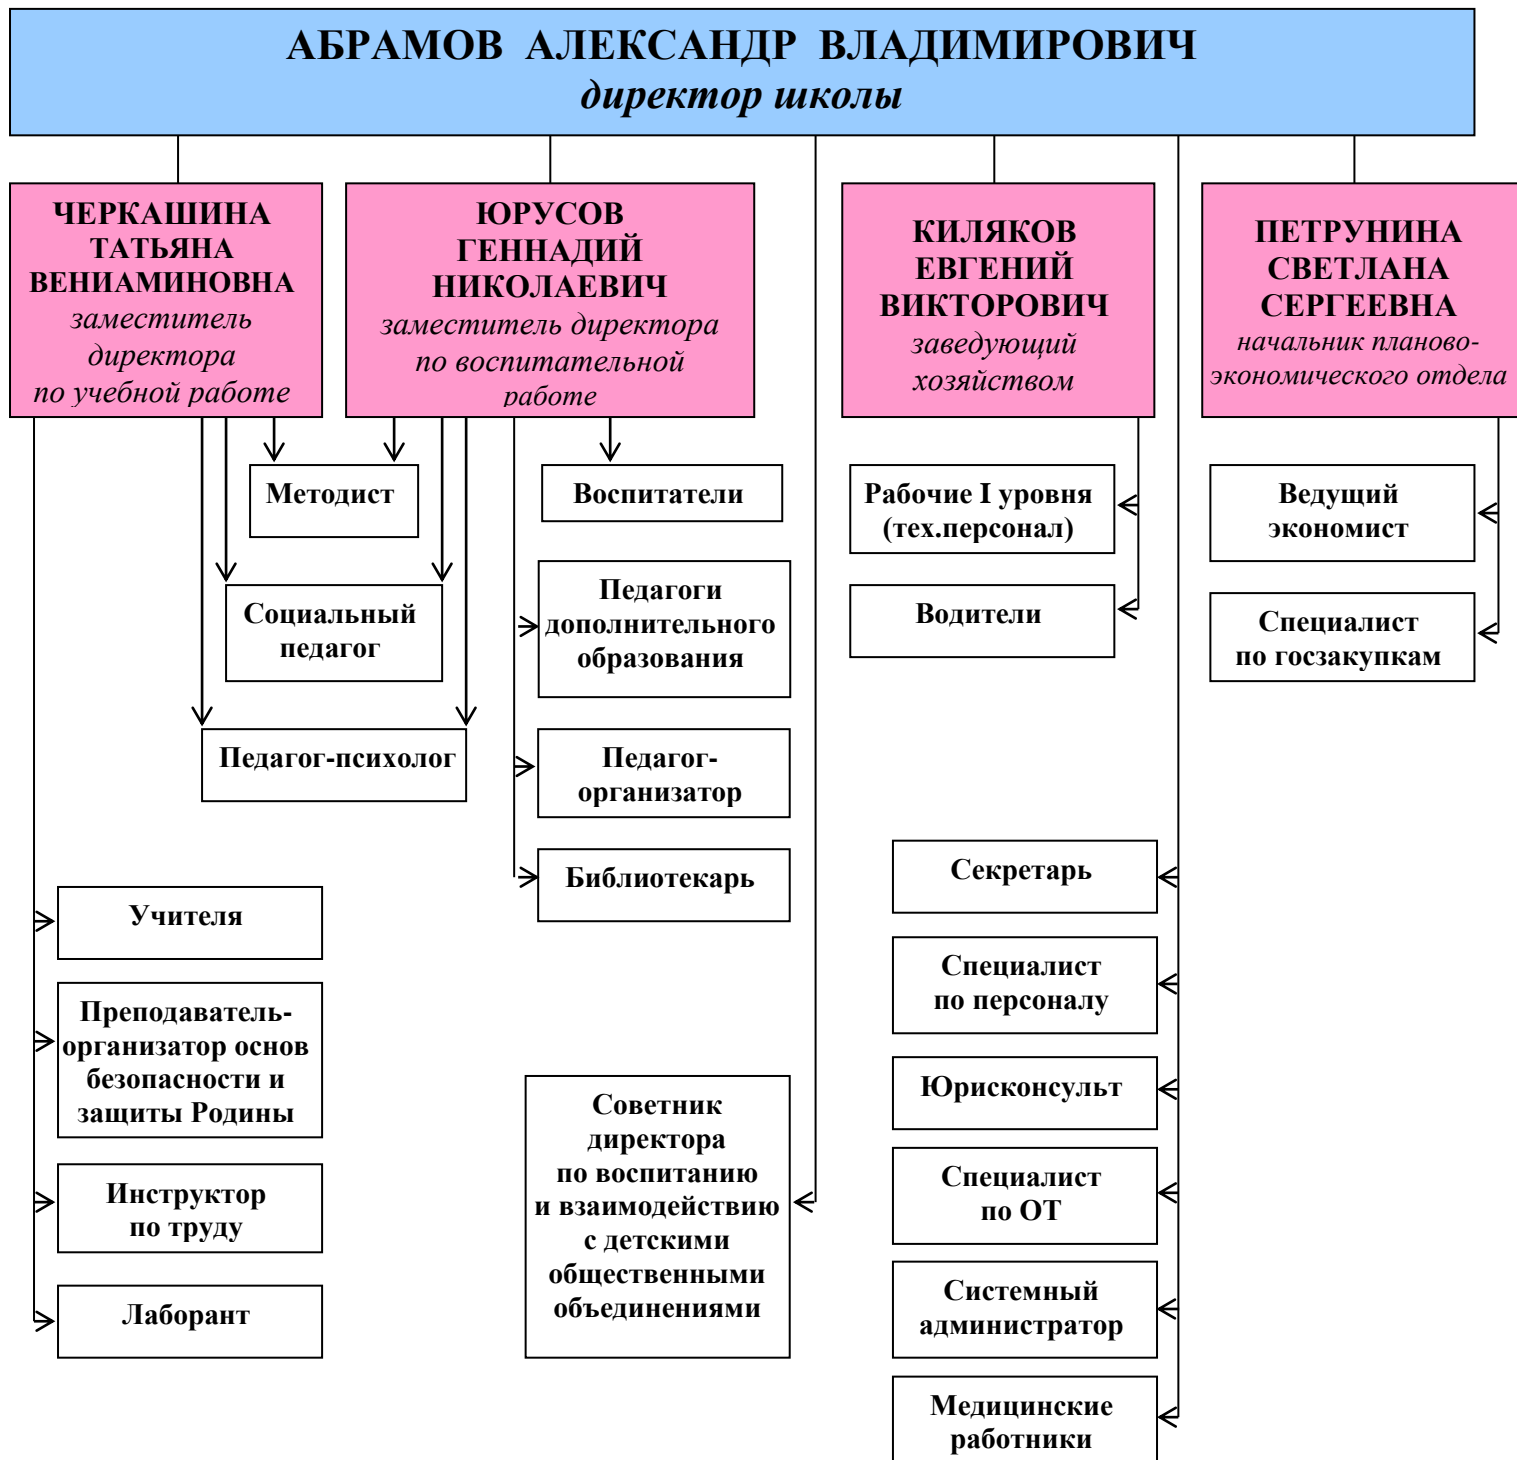 АБРАМОВ АЛЕКСАНДР ВЛАДИМИРОВИЧ
директор школы
ЧЕРКАШИНА
ТАТЬЯНА
ВЕНИАМИНОВНА
заместитель
директора
по учебной работе
ЮРУСОВ
ГЕННАДИЙ
НИКОЛАЕВИЧ
заместитель директора
по воспитательной
работе
КИЛЯКОВ
ЕВГЕНИЙ
ВИКТОРОВИЧ
заведующий
хозяйством
ПЕТРУНИНА
СВЕТЛАНА
СЕРГЕЕВНА
начальник планово-
экономического отдела
Методист
Социальный
педагог
Педагог-психолог
Воспитатели
Педагоги
дополнительного
образования
Педагог-
организатор
Библиотекарь
Рабочие I уровня
(тех.персонал)
Водители
Ведущий
экономист
Специалист
по госзакупкам
Учителя
Преподаватель-
организатор основ
безопасности и
защиты Родины
Инструктор
по труду
Лаборант
Советник
директора
по воспитанию
и взаимодействию
с детскими
общественными
объединениями
Секретарь
Специалист
по персоналу
Юрисконсульт
Специалист
по ОТ
Системный
администратор
Медицинские
работники